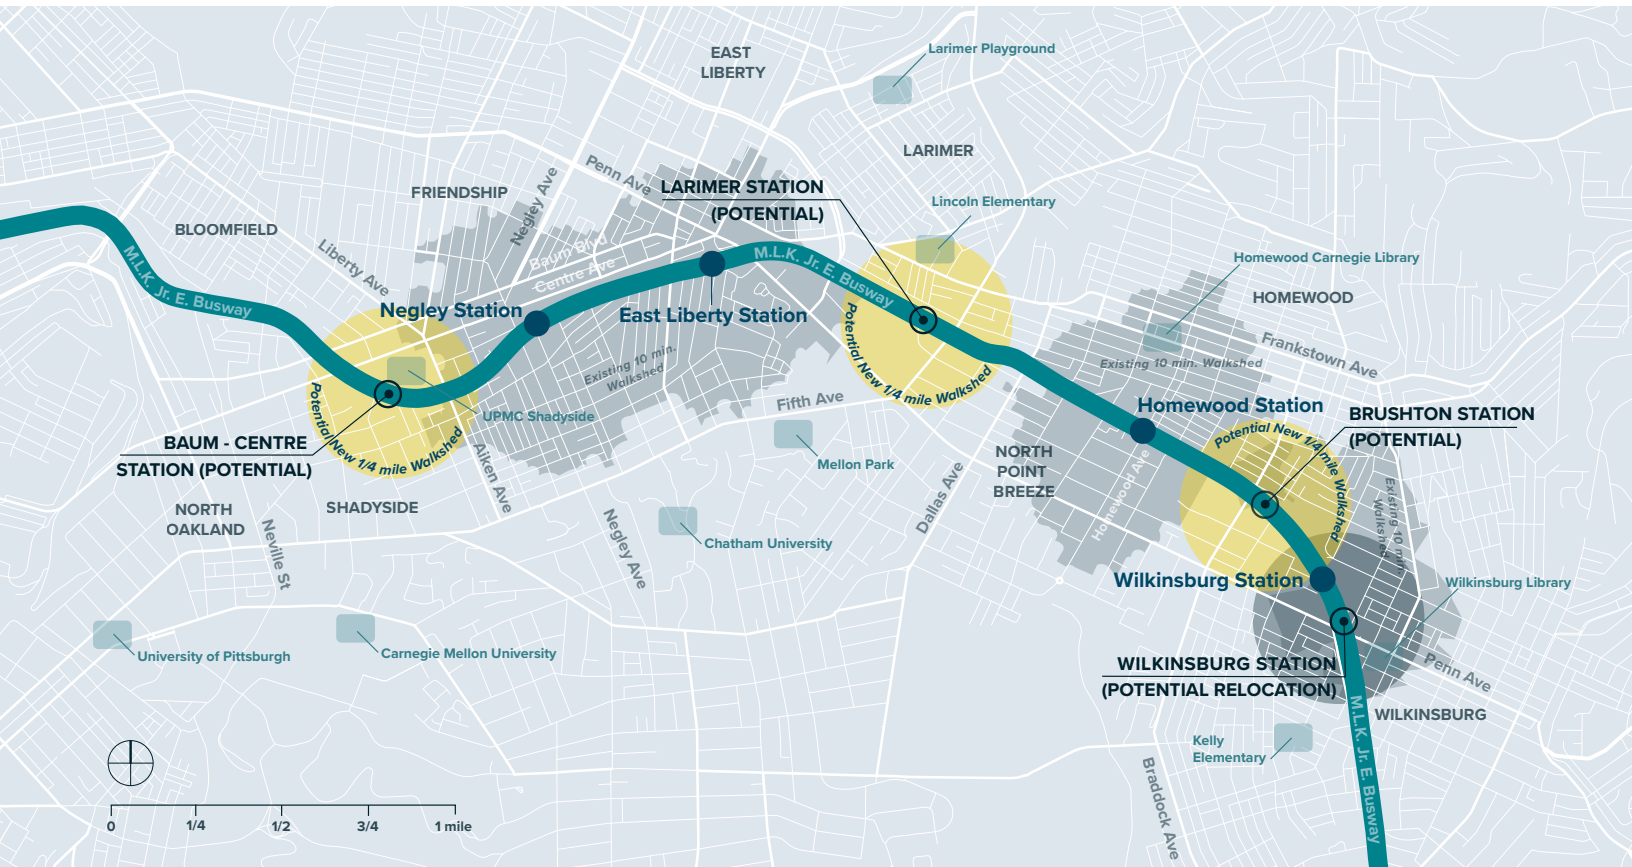 EAST
LIBERTY
Larimer Playground
LARIMER
Penn Ave
Negley Ave
FRIENDSHIP
LARIMER STATION
(POTENTIAL)
Lincoln Elementary
BLOOMFIELD
Liberty Ave
Baum Blvd
Centre Ave
M.L.K. Jr. E. Busway
M.L.K. Jr. E. Busway
Homewood Carnegie Library
HOMEWOOD
Negley Station
East Liberty Station
Existing 10 min.
Walkshed
Potential New 1/4 mile Walkshed
Existing 10 min. Walkshed
Frankstown Ave
UPMC Shadyside
Potential New 1/4 mile Walkshed
Fifth Ave
Homewood Station
BRUSHTON STATION
(POTENTIAL)
BAUM - CENTRE
STATION (POTENTIAL)
Aiken Ave
Mellon Park
NORTH
POINT
BREEZE
Potential New 1/4 mile Walkshed
Existing 10 min.
Walkshed
Dallas Ave
Homewood Ave
NORTH
OAKLAND
SHADYSIDE
Neville St
Negley Ave
Chatham University
Wilkinsburg Station
Wilkinsburg Library
University of Pittsburgh
Carnegie Mellon University
WILKINSBURG STATION
(POTENTIAL RELOCATION)
Penn Ave
WILKINSBURG
M.L.K. Jr. E. Busway
Kelly
Elementary
Braddock Ave
0 1/4 1/2 3/4 1 mile